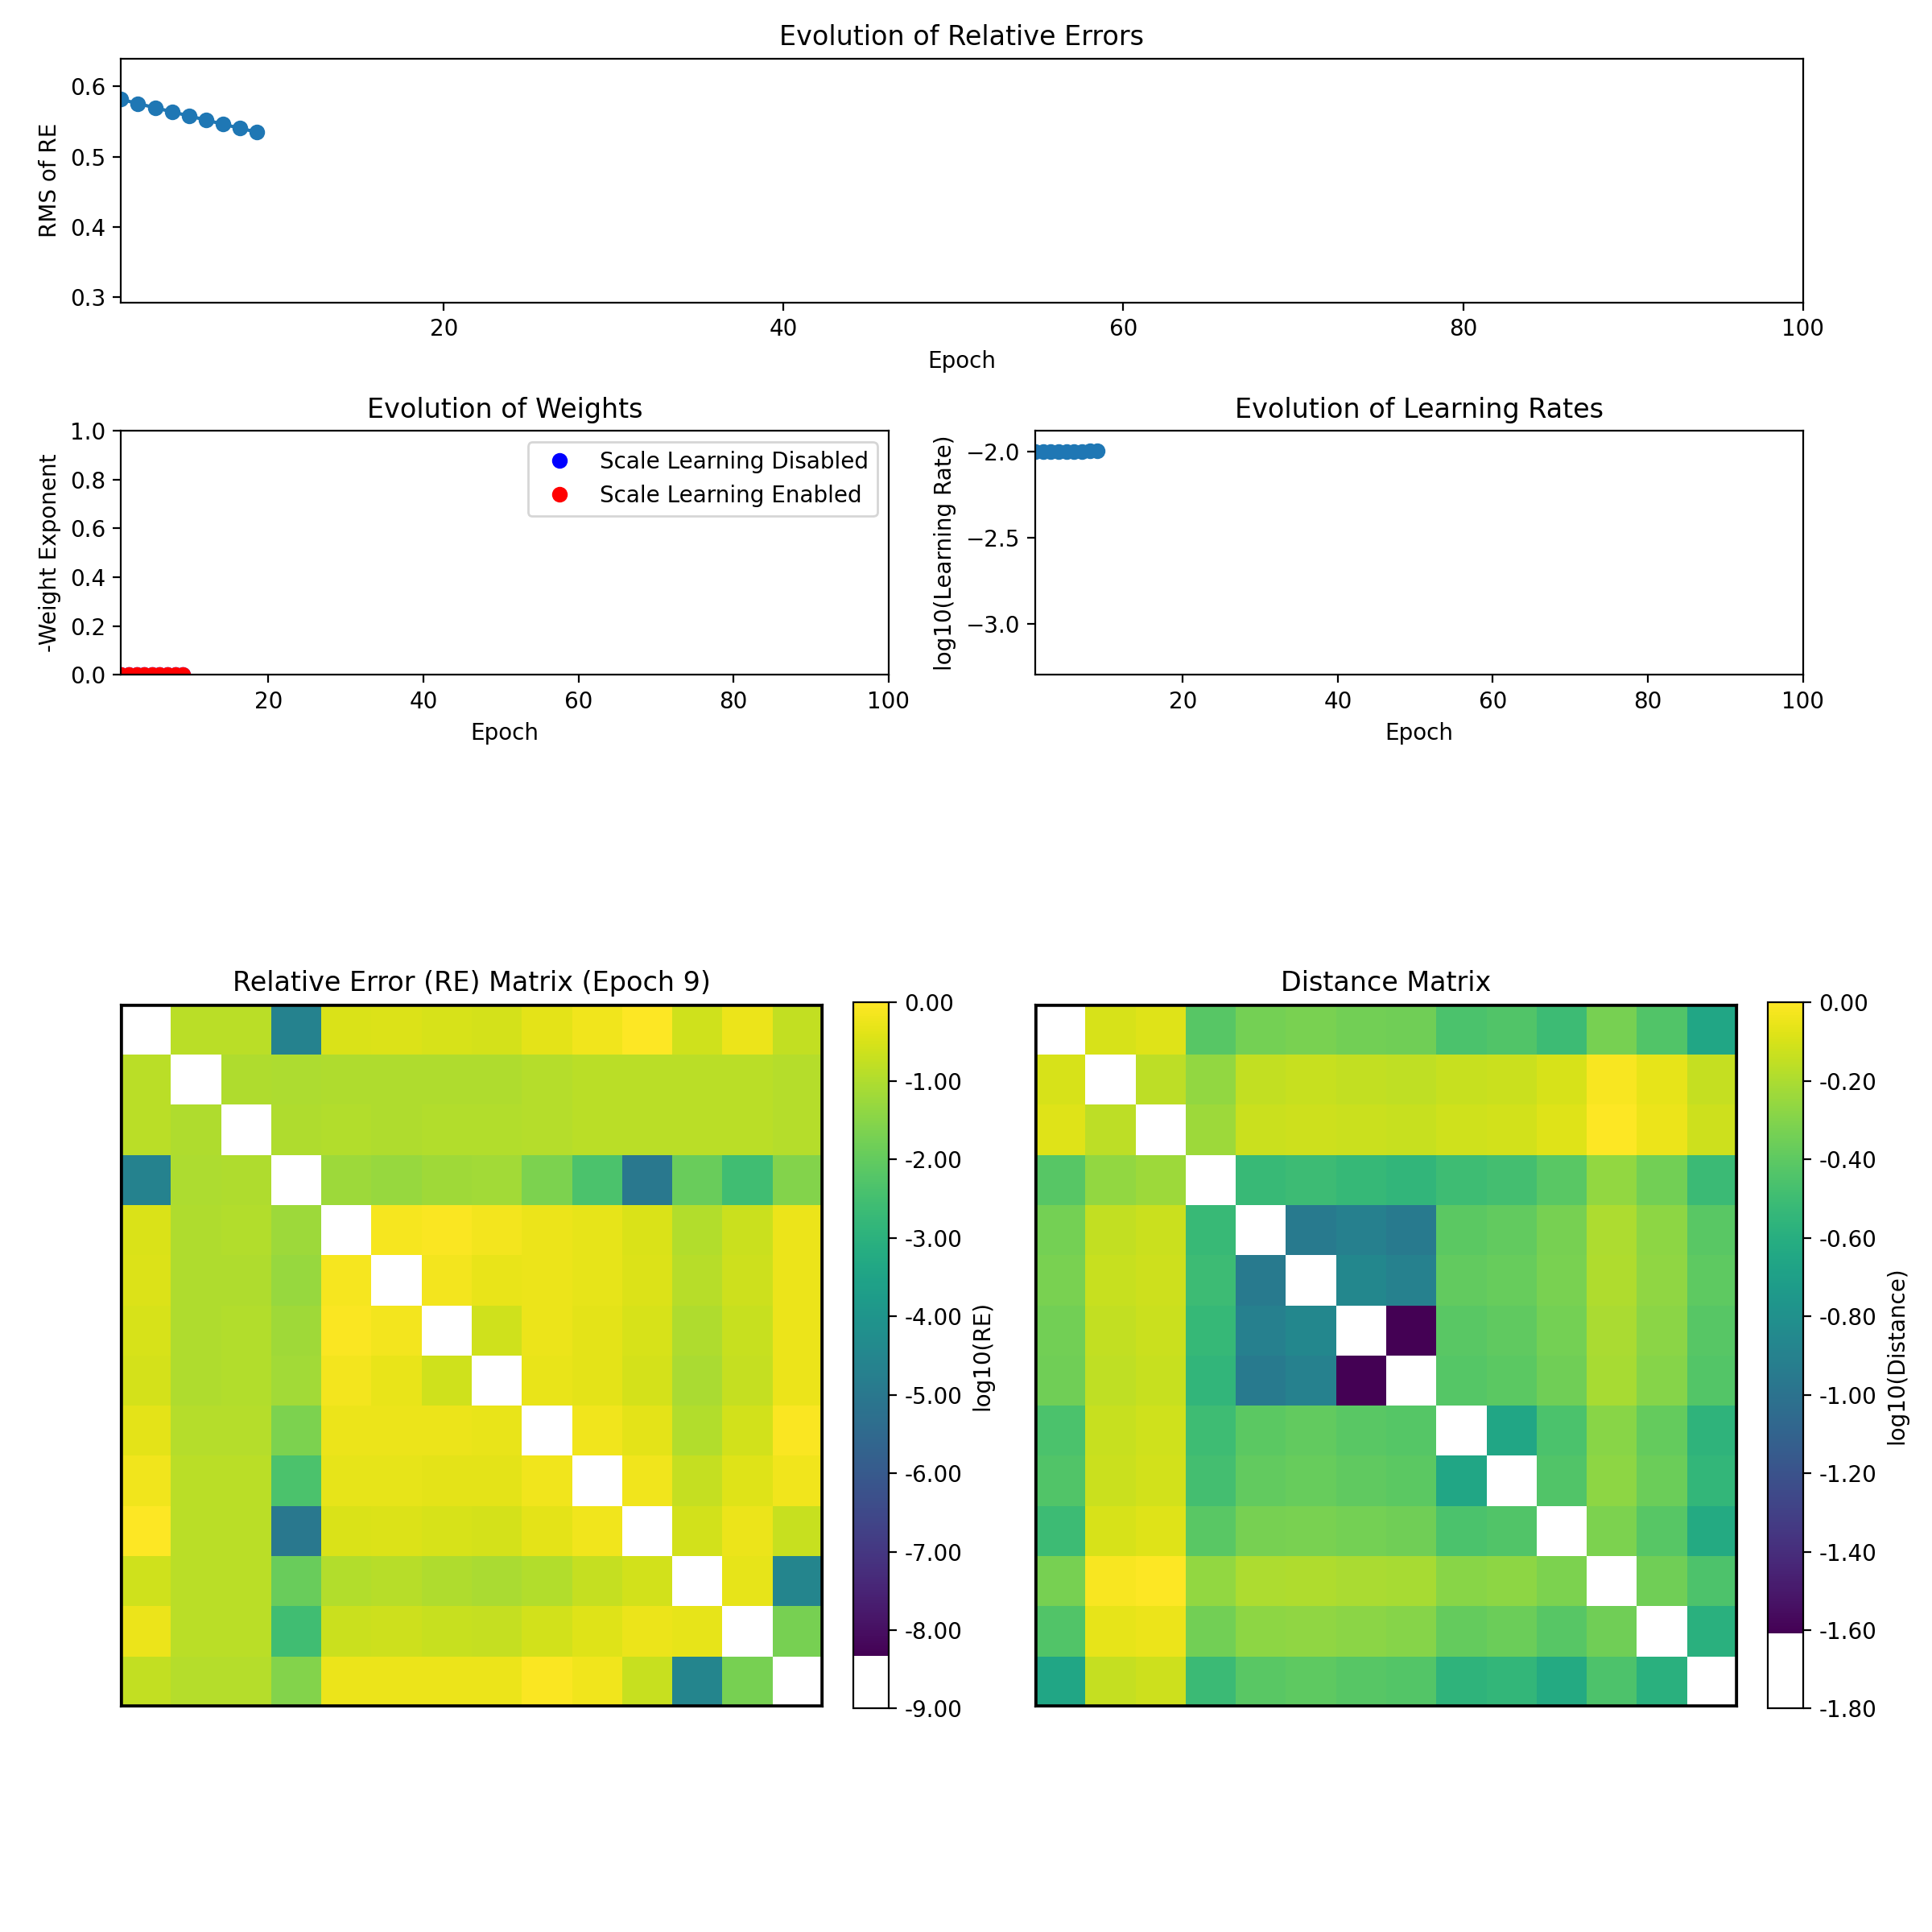 Evolution of Relative Errors
0.6
0.5
0.4
0.3
RMS of RE
20 40 60 80 100
Epoch
Evolution of Weights
1.0
0.8
0.6
0.4
0.2
0.0
-Weight Exponent
Scale Learning Disabled
Scale Learning Enabled
20 40 60 80 100
Epoch
Evolution of Learning Rates
−2.0
−2.5
−3.0
log10(Learning Rate)
20 40 60 80 100
Epoch
Relative Error (RE) Matrix (Epoch 9)
0.00
-1.00
-2.00
-3.00
-4.00
-5.00
-6.00
-7.00
-8.00
-9.00
log10(RE)
Distance Matrix
0.00
-0.20
-0.40
-0.60
-0.80
-1.00
-1.20
-1.40
-1.60
-1.80
log10(Distance)